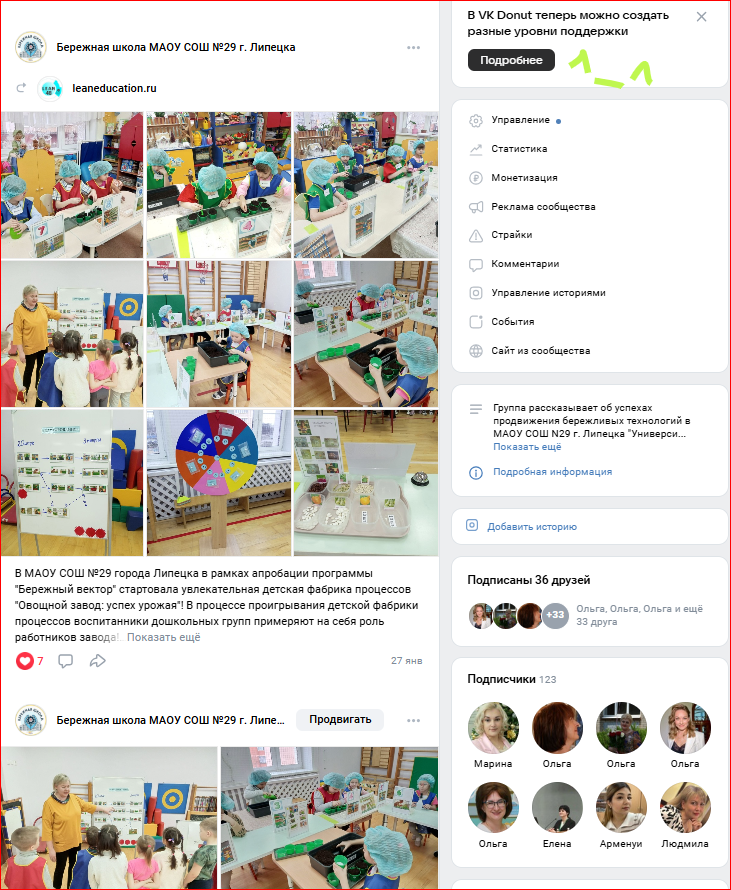 Бережная школа МАОУ СОШ №29 г. Липецка
leaneducation.ru
В МАОУ СОШ №29 города Липецка в рамках апробации программы
"Бережный вектор" стартовала увлекательная детская фабрика процессов
"Овощной завод: успех урожая"! В процессе проигрывания детской фабрики
процессов воспитанники дошкольных групп примеряют на себя роль
работников завода!. Показать ещё
7
27 янв
Бережная школа МАОУ СОШ №29 г. Липе...
Продвигать
В VK Donut теперь можно создать
разные уровни поддержки
Подробнее
Управление
Статистика
Монетизация
Реклама сообщества
Страйки
Комментарии
Управление историями
События
Сайт из сообщества
Группа рассказывает об успехах
продвижения бережливых технологий в
МАОУ СОШ N29 г. Липецка "Универси...
Показать ещё
Подробная информация
Добавить историю
Подписаны 36 друзей
+33
Ольга, Ольга, Ольга и ещё
33 друга
Подписчики 123
Марина Ольга Ольга Ольга
Ольга Елена Арменуи Людмила